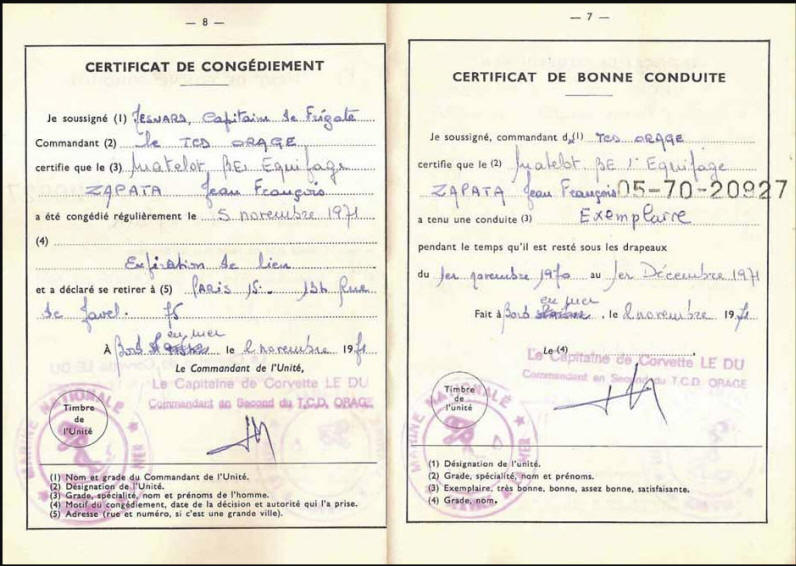 — 8 —
CERTIFICAT DE CONGÉDIEMENT
Je soussigné (1) JESNARD, Capitaine de Frégate
Commandant (2) le TCD ORAGE
certifie que le (3) Matelot, BEI Equipage
ZAPATA Jean François
a été congédié régulièrement le 5 novembre 1971
(4)
Expiration de lien
et a déclaré se retirer à (5) PARIS 15 136 Rue
de Javel. 75
en mer
À Bord le 2 novembre 1971
Le Commandant de l'Unité,
Le Capitaine de Corvette LE DU
Commandant en Second du T.C.D. ORAGE
Timbre
de
l'Unité
MARINE NATIONALE
(1) Nom et grade du Commandant de l'Unité.
(2) Désignation de l'Unité.
(3) Grade, spécialité, nom et prénoms de l'homme.
(4) Motif du congédiement, date de la décision et autorité qui l'a prise.
(5) Adresse (rue et numéro, si c'est une grande ville).
— 7 —
CERTIFICAT DE BONNE CONDUITE
Je soussigné, commandant d (1) TCD ORAGE
certifie que le (2) Matelot BE 1° Equipage
ZAPATA Jean François 05-70-20927
a tenu une conduite (3) Exemplaire
pendant le temps qu'il est resté sous les drapeaux
du 1er novembre 1970 au 1er Décembre 1971
en mer
Fait à Bord , le 2 novembre 1971
Le (4)
Le Capitaine de Corvette LE DU
Commandant en Second du T.C.D. ORAGE
Timbre
de
l'unité
MARINE NATIONALE
(1) Désignation de l'unité.
(2) Grade, spécialité, nom et prénoms.
(3) Exemplaire, très bonne, bonne, assez bonne, satisfaisante.
(4) Grade, nom.